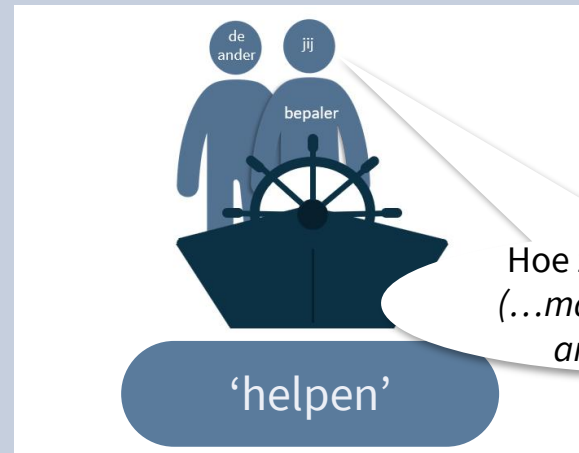 de
ander
jij
bepaler
Hoe
(…
‘helpen’